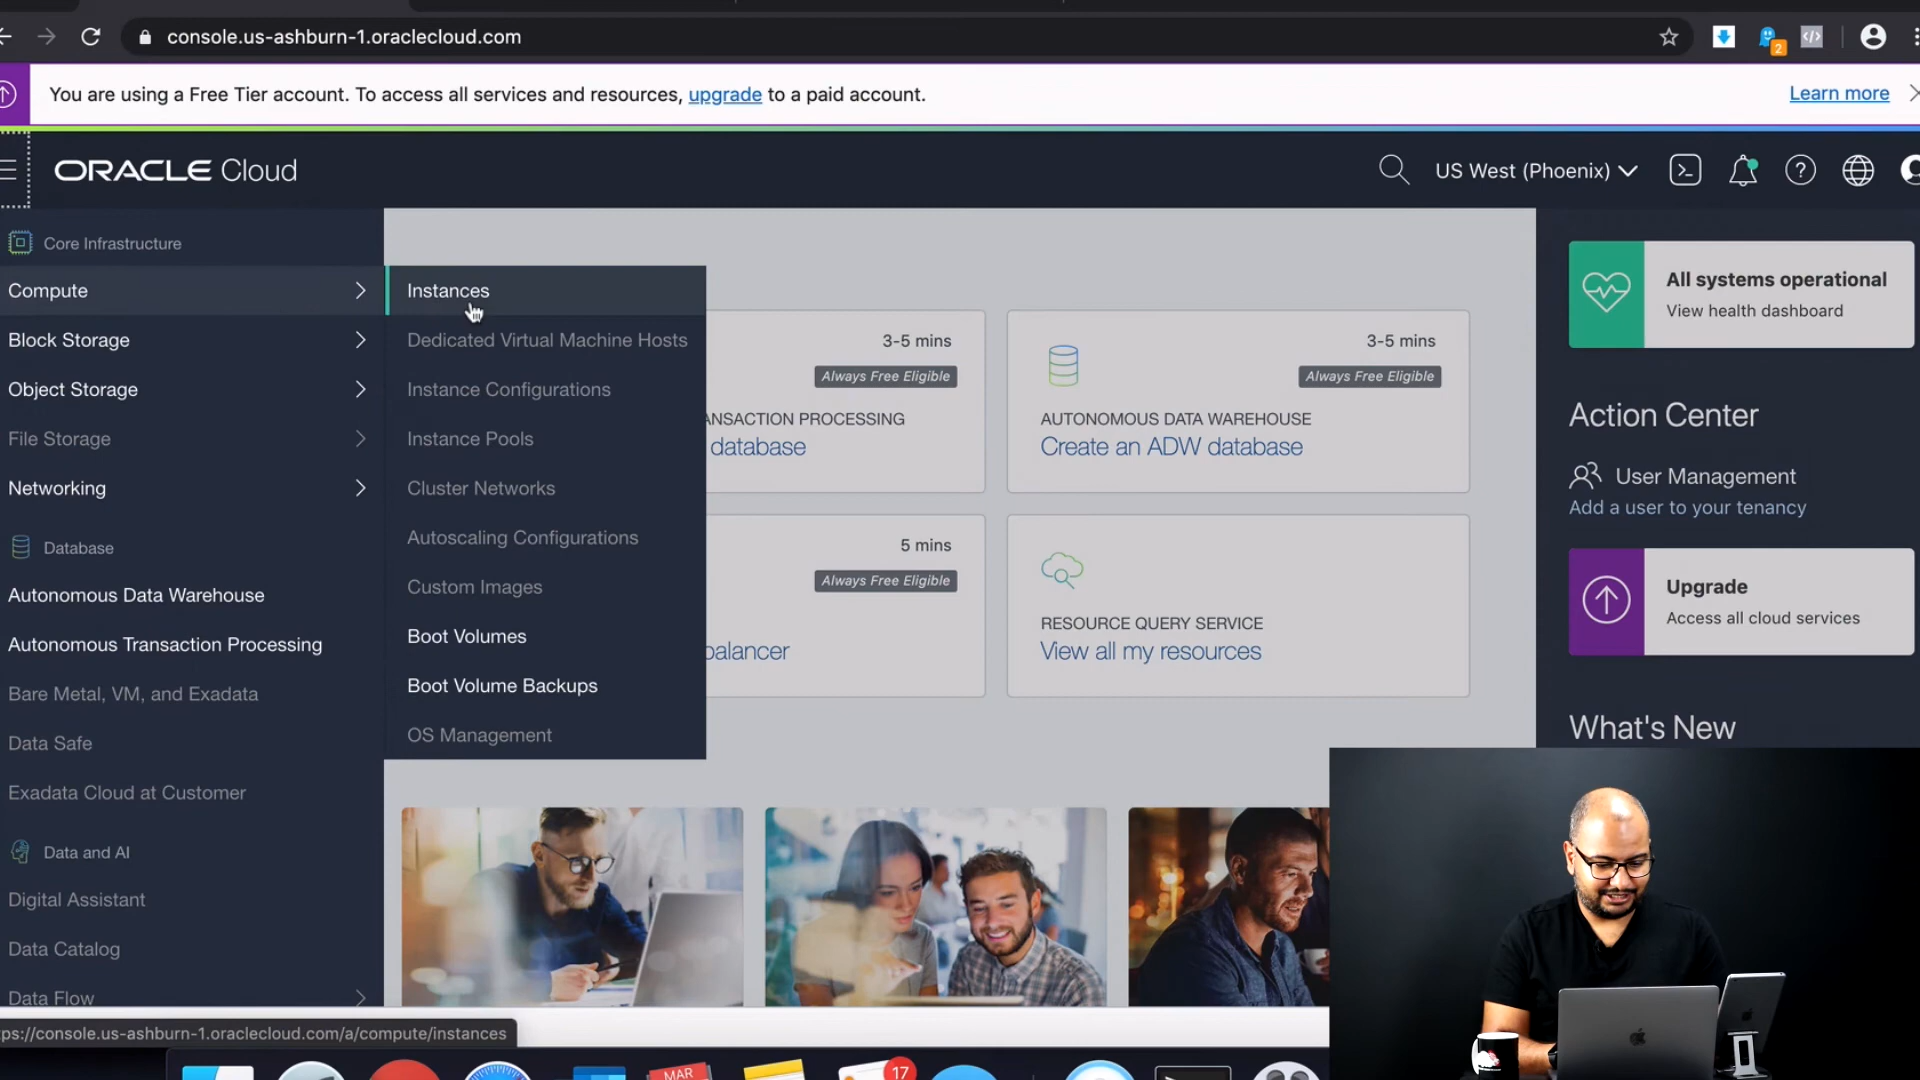 console.us-ashburn-1.oraclecloud.com
2
You are using a Free Tier account. To access all services and resources, upgrade to a paid account.
Learn more
ORACLE Cloud
US West (Phoenix)
Core Infrastructure
Compute
Block Storage
Object Storage
File Storage
Networking
Database
Autonomous Data Warehouse
Autonomous Transaction Processing
Bare Metal, VM, and Exadata
Data Safe
Exadata Cloud at Customer
Data and AI
Digital Assistant
Data Catalog
Data Flow
Instances
Dedicated Virtual Machine Hosts
Instance Configurations
Instance Pools
Cluster Networks
Autoscaling Configurations
Custom Images
Boot Volumes
Boot Volume Backups
OS Management
3-5 mins
Always Free Eligible
ANSACTION PROCESSING
database
3-5 mins
Always Free Eligible
AUTONOMOUS DATA WAREHOUSE
Create an ADW database
5 mins
Always Free Eligible
balancer
RESOURCE QUERY SERVICE
View all my resources
All systems operational
View health dashboard
Action Center
User Management
Add a user to your tenancy
Upgrade
Access all cloud services
What's New
ps://console.us-ashburn-1.oraclecloud.com/a/compute/instances
MAR
17